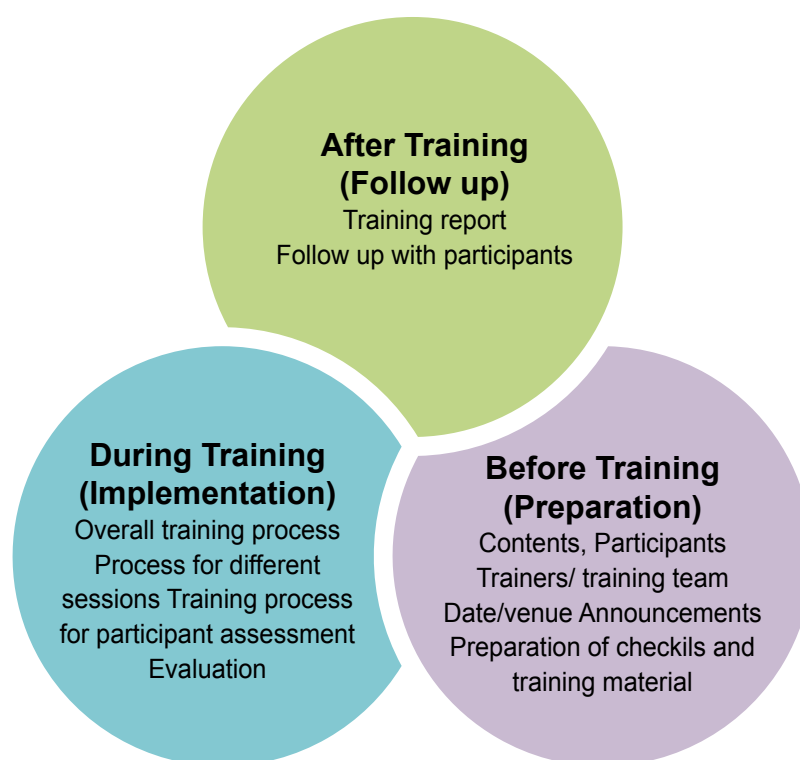 After Training
(Follow up)
Training report
Follow up with participants
During Training
(Implementation)
Overall training process
Process for different
sessions Training process
for participant assessment
Evaluation
Before Training
(Preparation)
Contents, Participants
Trainers/ training team
Date/venue Announcements
Preparation of checkils and
training material